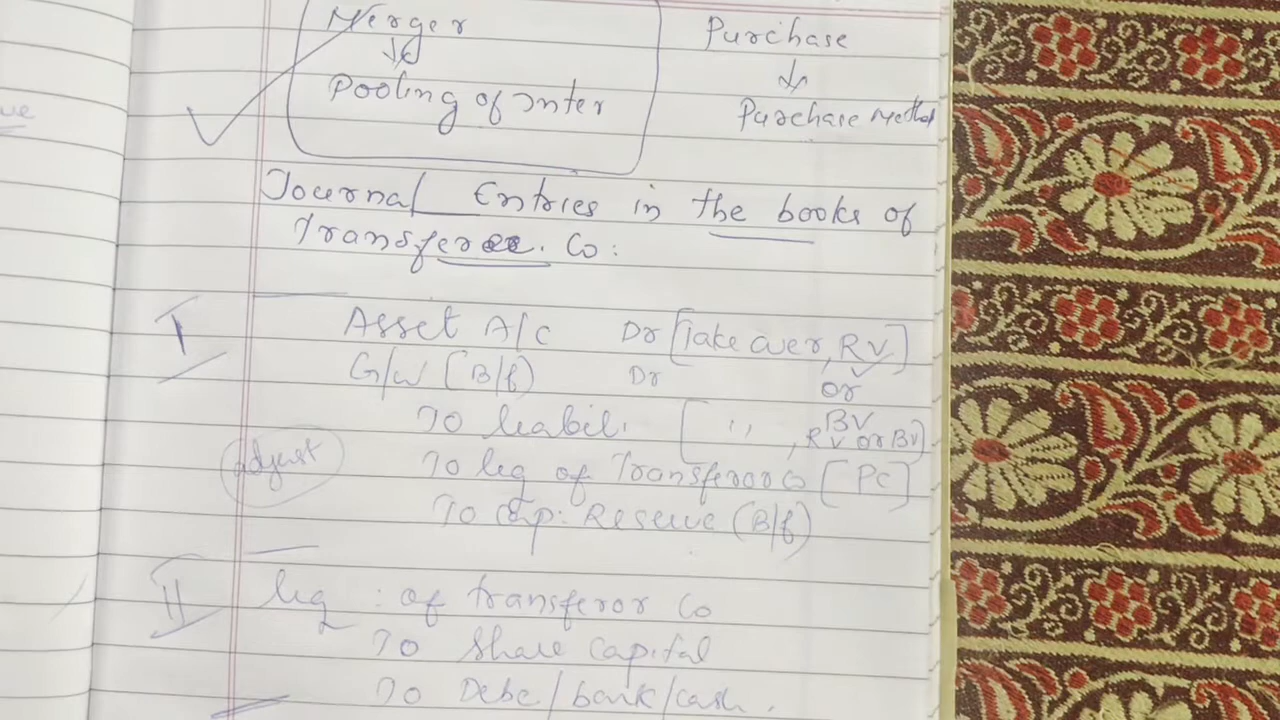 Merger
Purchase
Pooling of Inter
Purchase Method
Journal Entries in the books of
Transferee. Co:
I
Asset A/c Dr [Take over, RV]
or
BV
G/W [B/f) Dr
To liabil. [ ,, , RV or BV)
Adjust
To liq of Transferor Co [PC]
To Cap: Reserve (B/f)
II
liq : of transferor Co
To Share capital
To Debe/bank/cash.